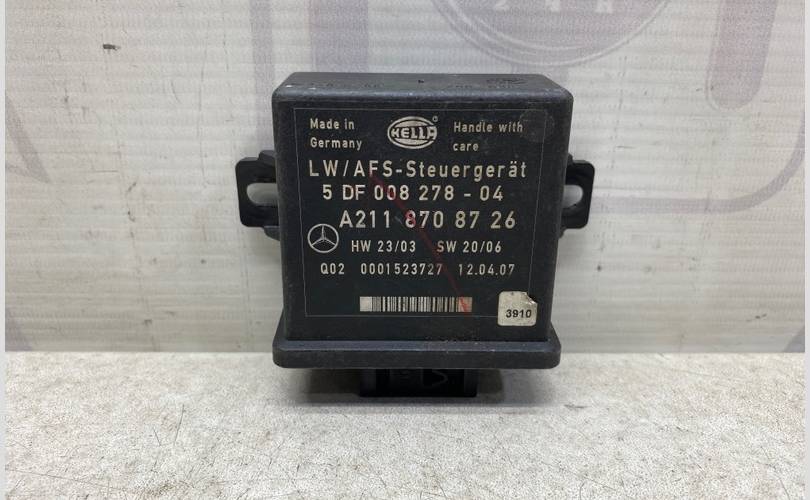 24H
Made in
Germany
HELLA
Handle with
care
LW/AFS-Steuergerät
5 DF 008 278 - 04
A211 870 87 26
HW 23/03 SW 20/06
Q02 0001523727 12.04.07
3910